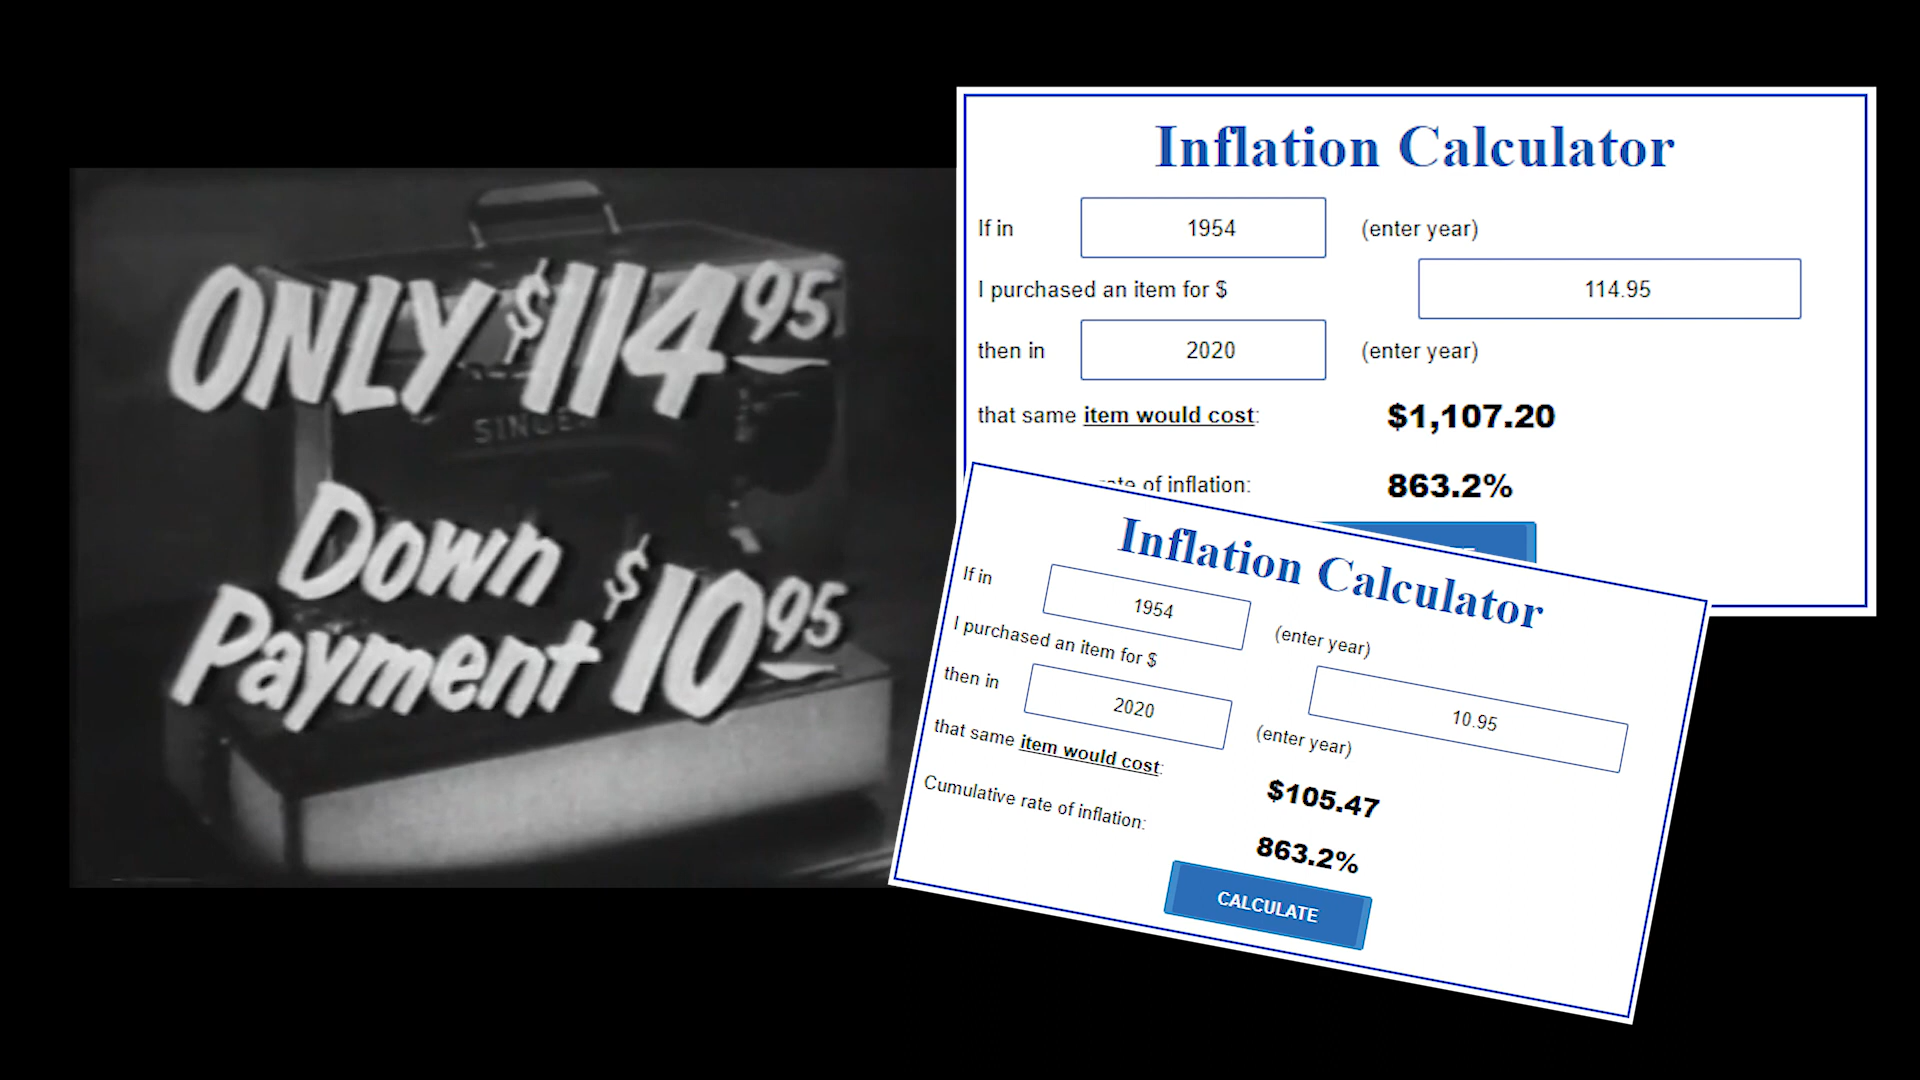 ONLY $114.95
SINGER
Down
Payment $10.95
Inflation Calculator
If in 1954 (enter year)
I purchased an item for $ 114.95
then in 2020 (enter year)
that same item would cost: $1,107.20
rate of inflation: 863.2%
Inflation Calculator
If in 1954 (enter year)
I purchased an item for $ 10.95
then in 2020 (enter year)
that same item would cost: $105.47
Cumulative rate of inflation: 863.2%
CALCULATE